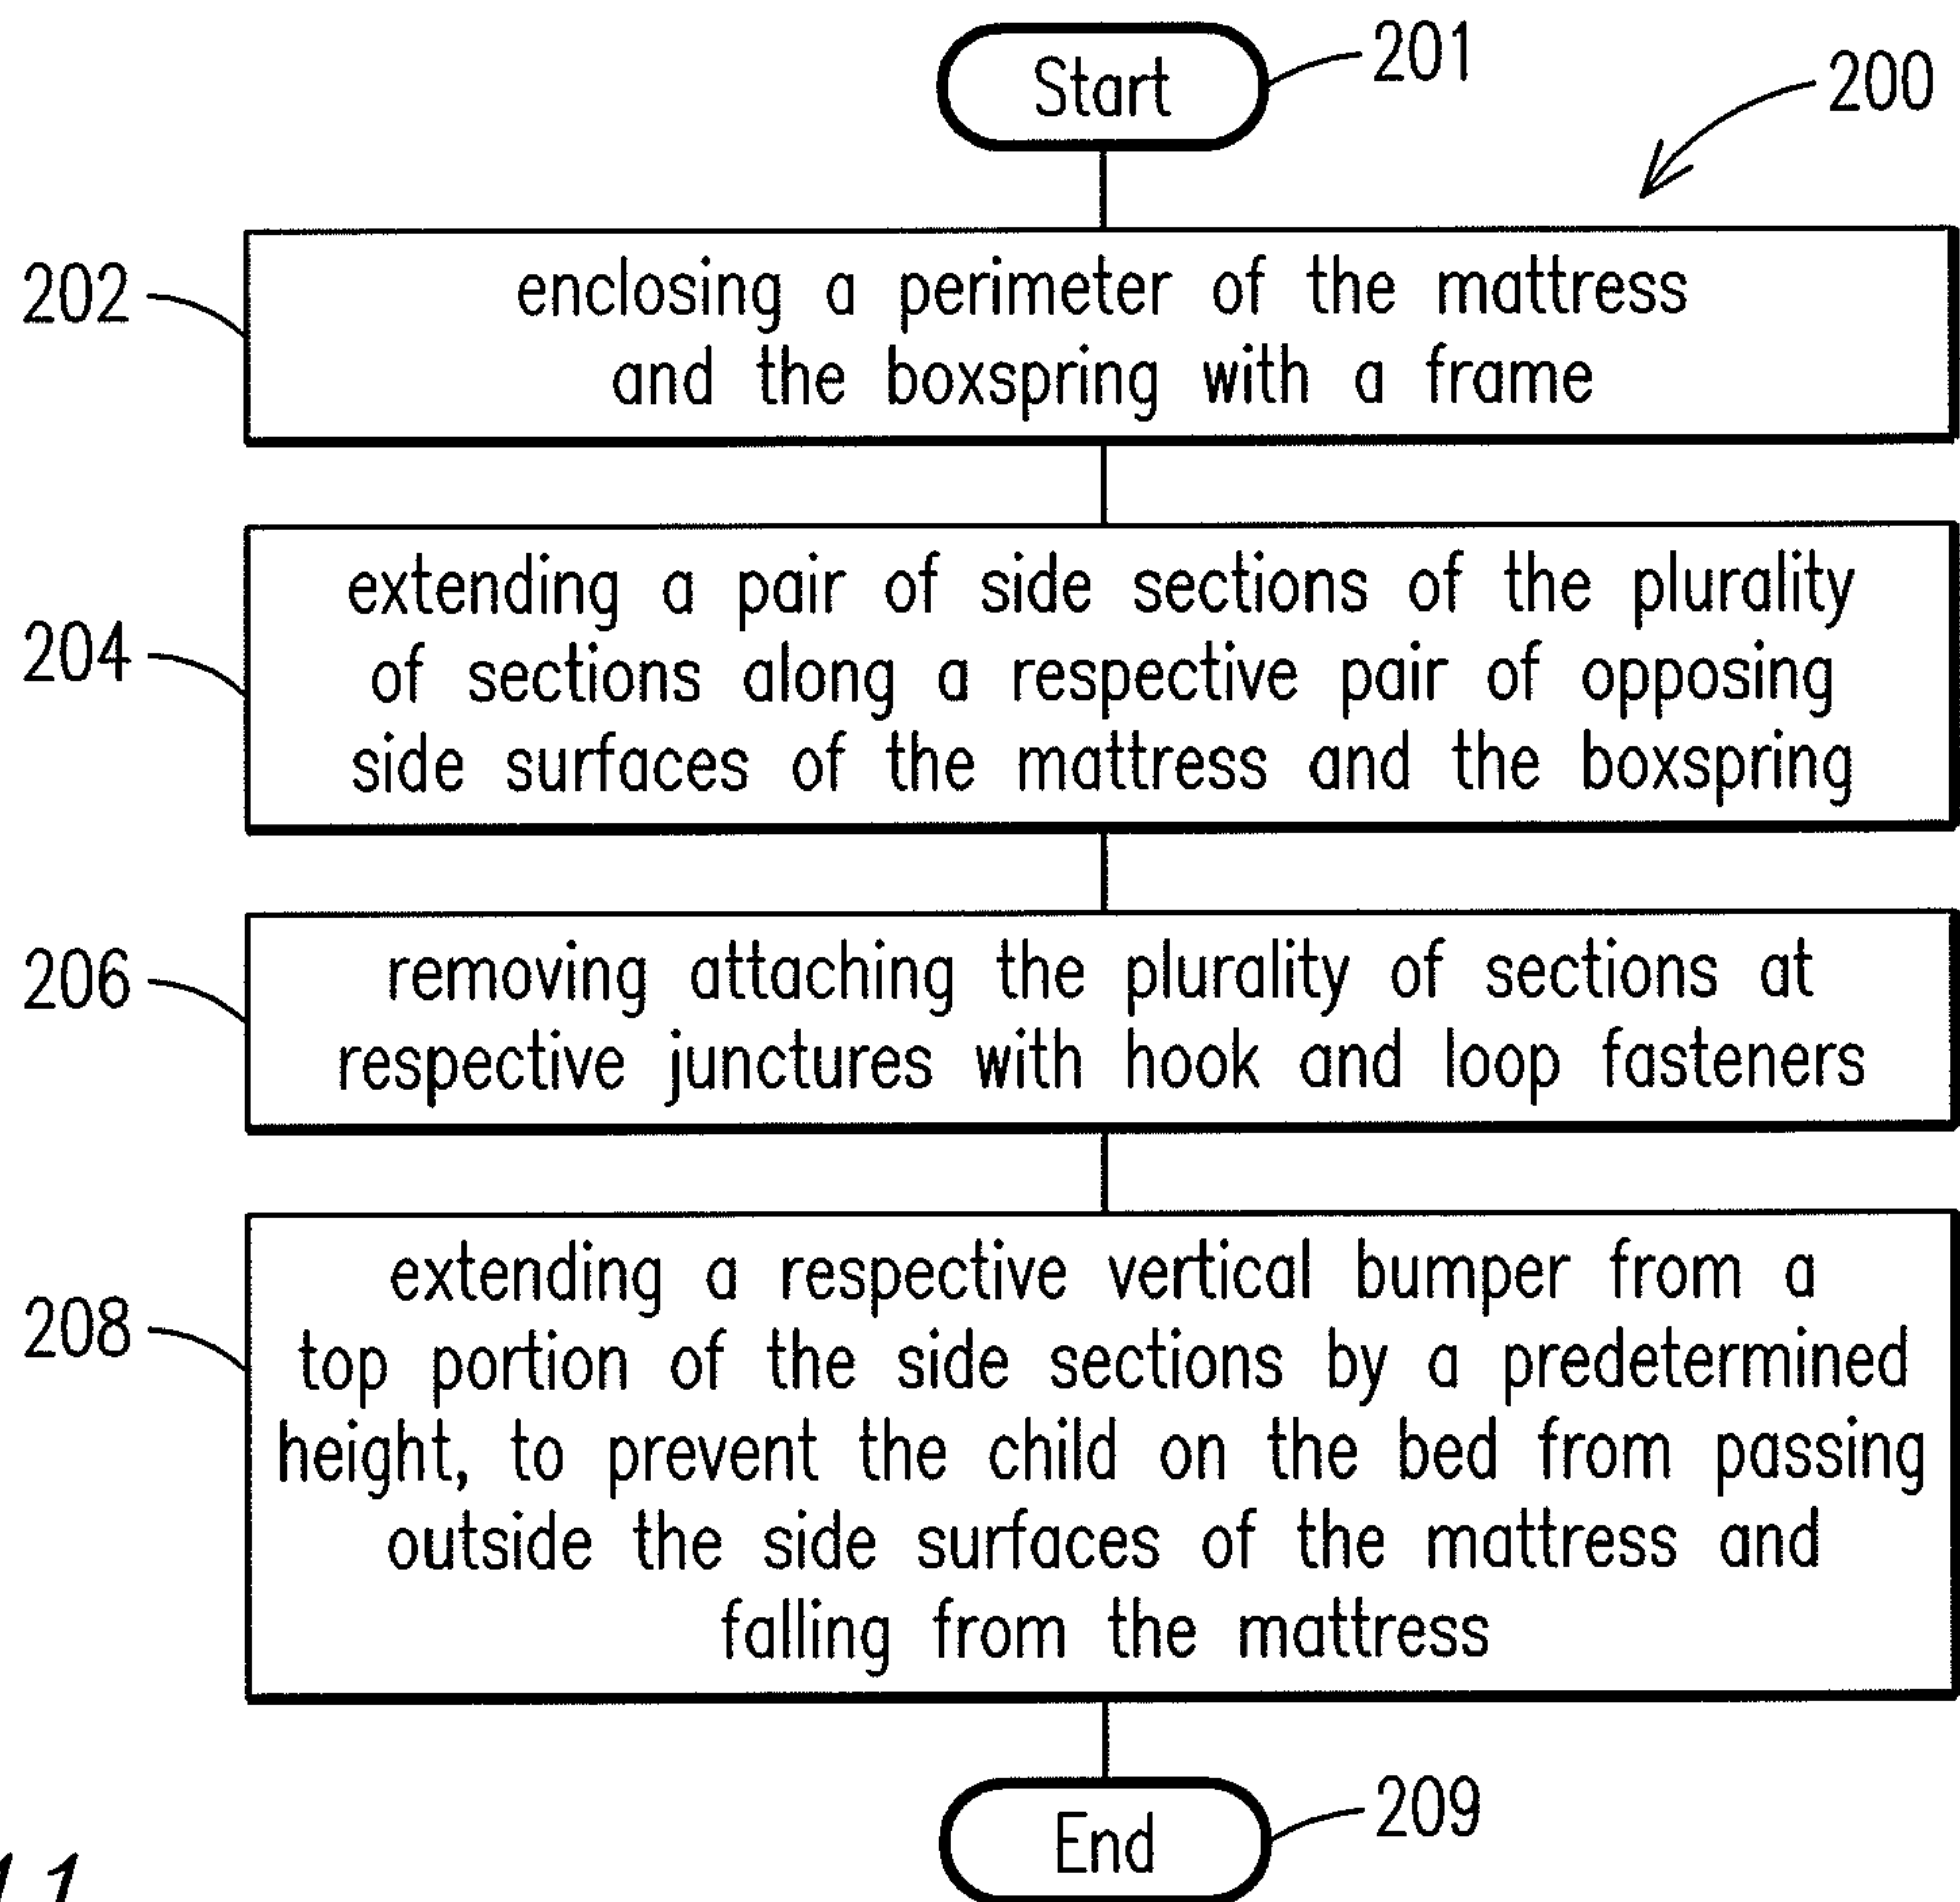 Start
201
200
202
enclosing a perimeter of the mattress
and the boxspring with a frame
204
extending a pair of side sections of the plurality
of sections along a respective pair of opposing
side surfaces of the mattress and the boxspring
206
removing attaching the plurality of sections at
respective junctures with hook and loop fasteners
208
extending a respective vertical bumper from a
top portion of the side sections by a predetermined
height, to prevent the child on the bed from passing
outside the side surfaces of the mattress and
falling from the mattress
End
209